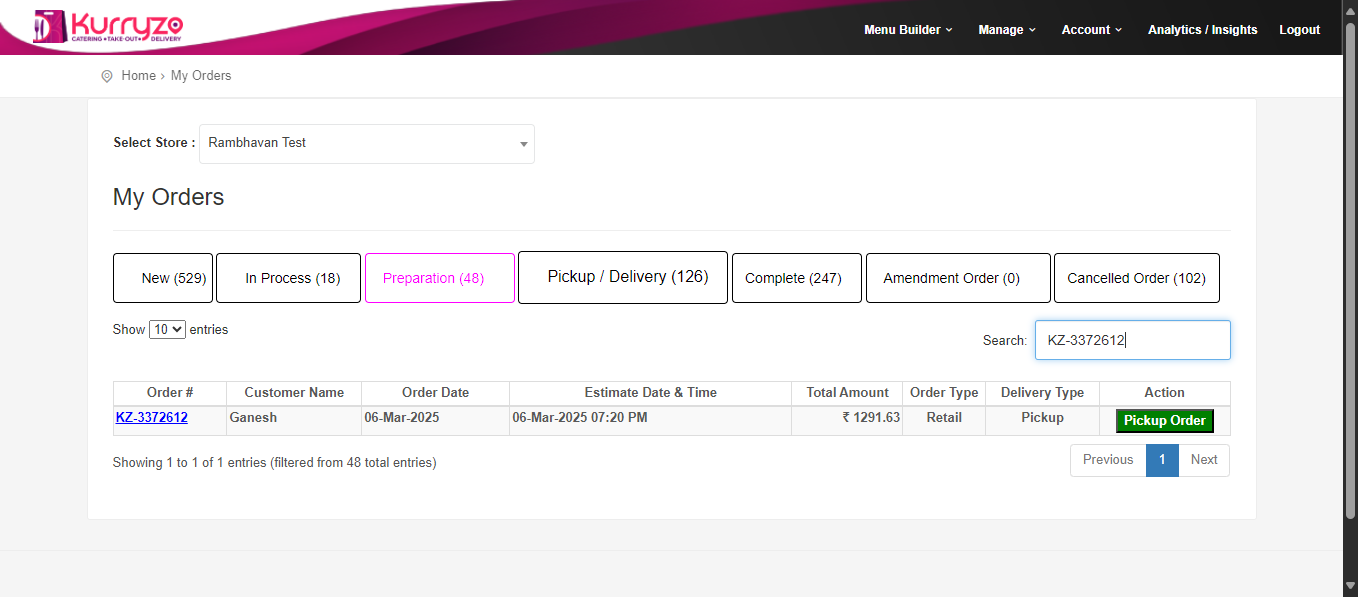 Kurryzo
CATERING • TAKE-OUT • DELIVERY
Menu Builder Manage Account Analytics / Insights Logout
Home › My Orders
Select Store : Rambhavan Test
My Orders
New (529) In Process (18) Preparation (48) Pickup / Delivery (126) Complete (247) Amendment Order (0) Cancelled Order (102)
Show 10 entries
Search: KZ-3372612
Order # Customer Name Order Date Estimate Date & Time Total Amount Order Type Delivery Type Action
KZ-3372612 Ganesh 06-Mar-2025 06-Mar-2025 07:20 PM ₹ 1291.63 Retail Pickup Pickup Order
Showing 1 to 1 of 1 entries (filtered from 48 total entries)
Previous 1 Next